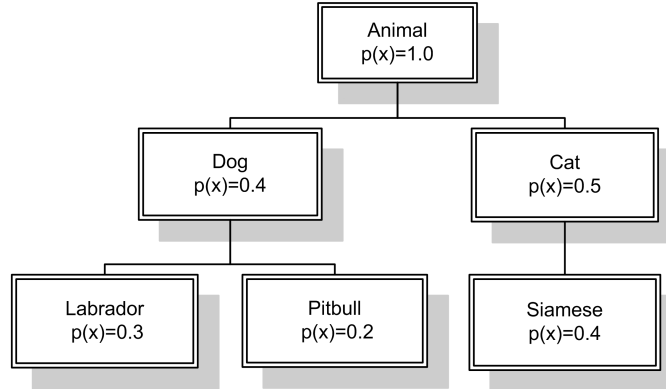 Animal
p(x)=1.0
Dog
p(x)=0.4
Cat
p(x)=0.5
Labrador
p(x)=0.3
Pitbull
p(x)=0.2
Siamese
p(x)=0.4